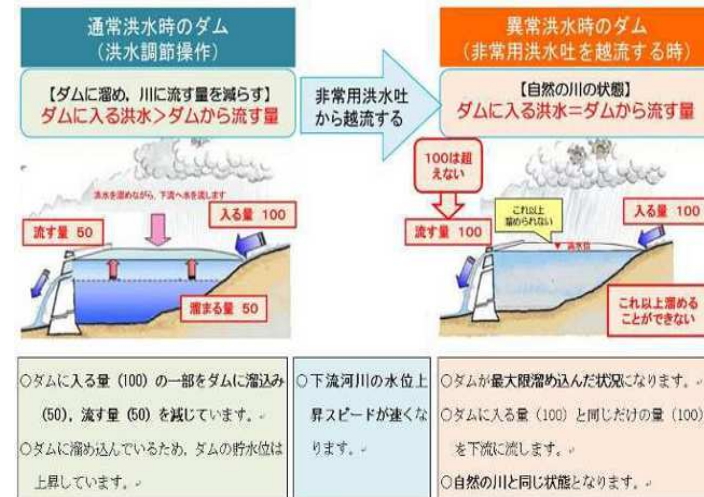 通常洪水時のダム
（洪水調節操作）
【ダムに溜め，川に流す量を減らす】
ダムに入る洪水＞ダムから流す量
非常用洪水吐
から越流する
異常洪水時のダム
（非常用洪水吐を越流する時）
【自然の川の状態】
ダムに入る洪水＝ダムから流す量
洪水を溜めながら、下流へ水を流します
流す量 50
入る量 100
溜まる量 50
100は超
えない
流す量 100
これ以上
溜められない
満水位
入る量 100
これ以上溜める
ことができない
○ダムに入る量（100）の一部をダムに溜込み
（50），流す量（50）を減じています。
○ダムに溜め込んでいるため，ダムの貯水位は
上昇しています。
○下流河川の水位上
昇スピードが速くな
ります。
○ダムが最大限溜め込んだ状況になります。
○ダムに入る量（100）と同じだけの量（100）
を下流に流します。
○自然の川と同じ状態となります。